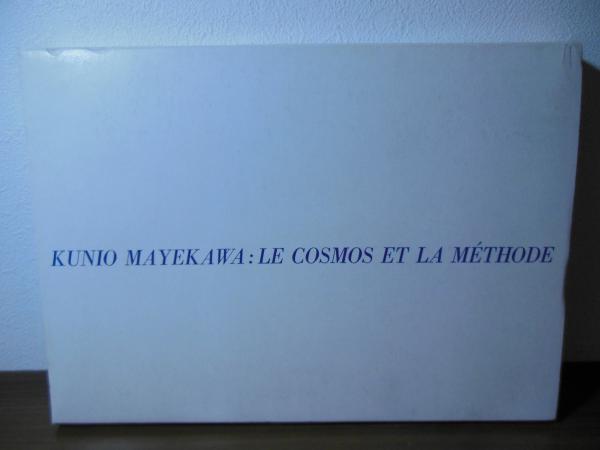 KUNIO MAYEKAWA: LE COSMOS ET LA MÉTHODE